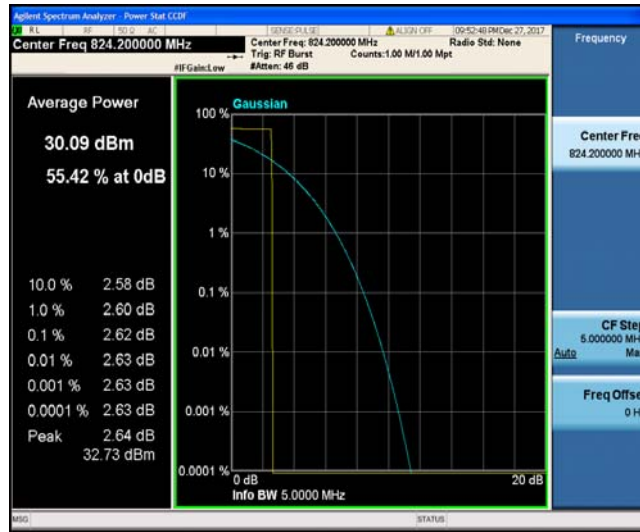 Agilent Spectrum Analyzer - Power Stat CCDF
RL RF 50 Ω AC SENSE:PULSE ALIGN OFF 09:52:48 PM Dec 27, 2017
Center Freq 824.200000 MHz
Center Freq: 824.200000 MHz Radio Std: None
Trig: RF Burst Counts:1.00 M/1.00 Mpt
#IFGain:Low #Atten: 46 dB
Frequency
Average Power
30.09 dBm
55.42 % at 0dB
10.0 % 2.58 dB
1.0 % 2.60 dB
0.1 % 2.62 dB
0.01 % 2.63 dB
0.001 % 2.63 dB
0.0001 % 2.63 dB
Peak 2.64 dB
32.73 dBm
Gaussian
100 %
10 %
1 %
0.1 %
0.01 %
0.001 %
0.0001 %
0 dB 20 dB
Info BW 5.0000 MHz
Center Fre
824.200000 MH
CF Step
5.000000 MH
Auto Ma
Freq Offse
0 H
MSG STATUS